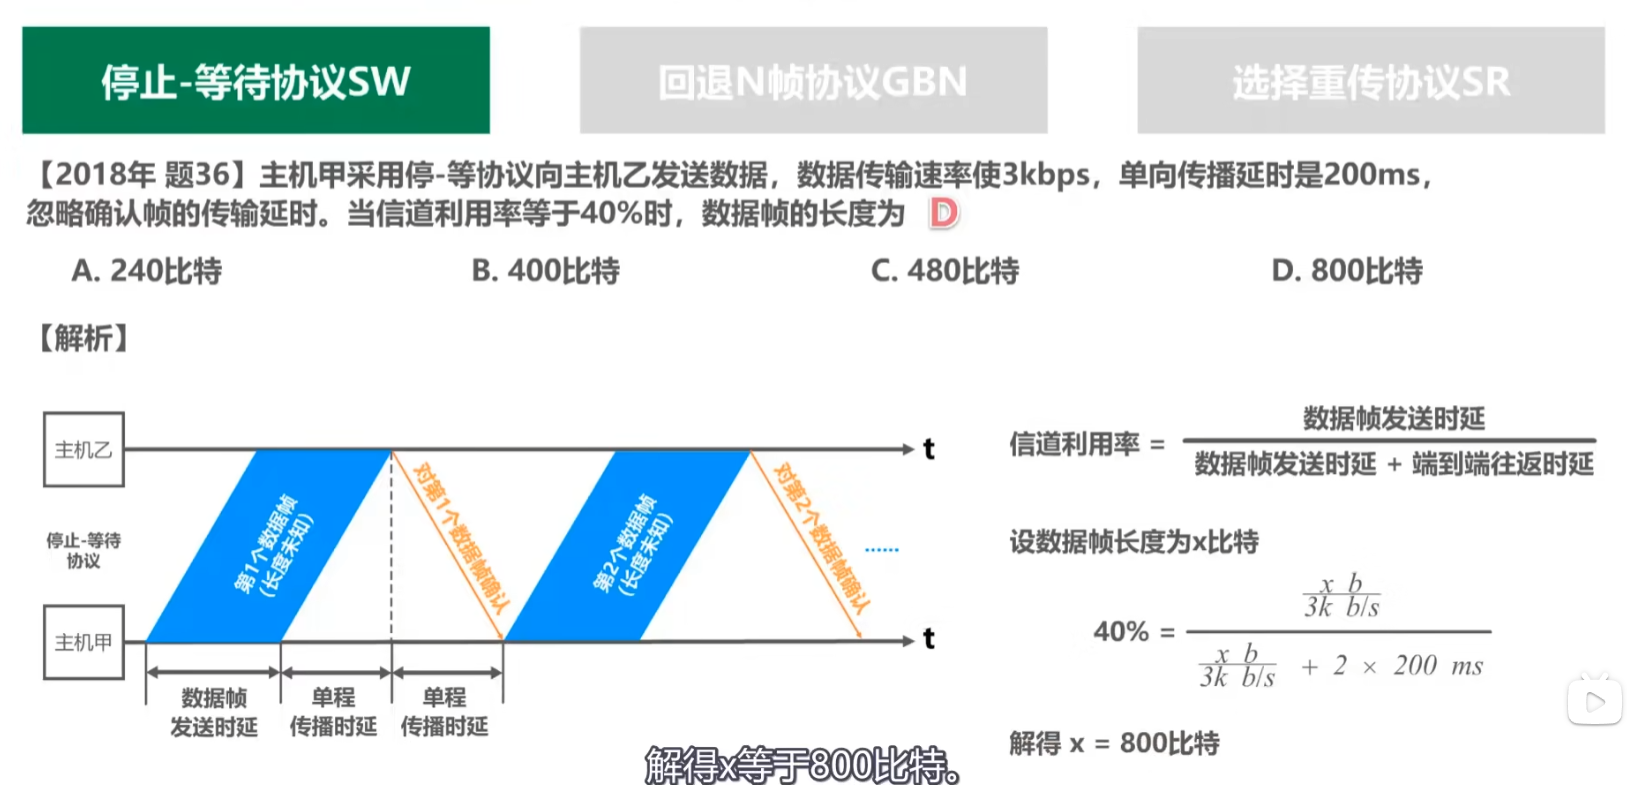 停止-等待协议SW
回退N帧协议GBN
选择重传协议SR
【2018年 题36】主机甲采用停-等协议向主机乙发送数据，数据传输速率使3kbps，单向传播延时是200ms，
忽略确认帧的传输延时。当信道利用率等于40%时，数据帧的长度为 D
A. 240比特
B. 400比特
C. 480比特
D. 800比特
【解析】
主机乙
t
停止-等待
协议
主机甲
t
第1个数据帧
(长度未知)
对第1个数据帧确认
第2个数据帧
(长度未知)
对第2个数据帧确认
......
数据帧
发送时延
单程
传播时延
单程
传播时延
信道利用率 =
数据帧发送时延
数据帧发送时延 + 端到端往返时延
设数据帧长度为x比特
40% =
x b
3k b/s
x b
3k b/s
+ 2 × 200 ms
解得 x = 800比特
解得x等于800比特。